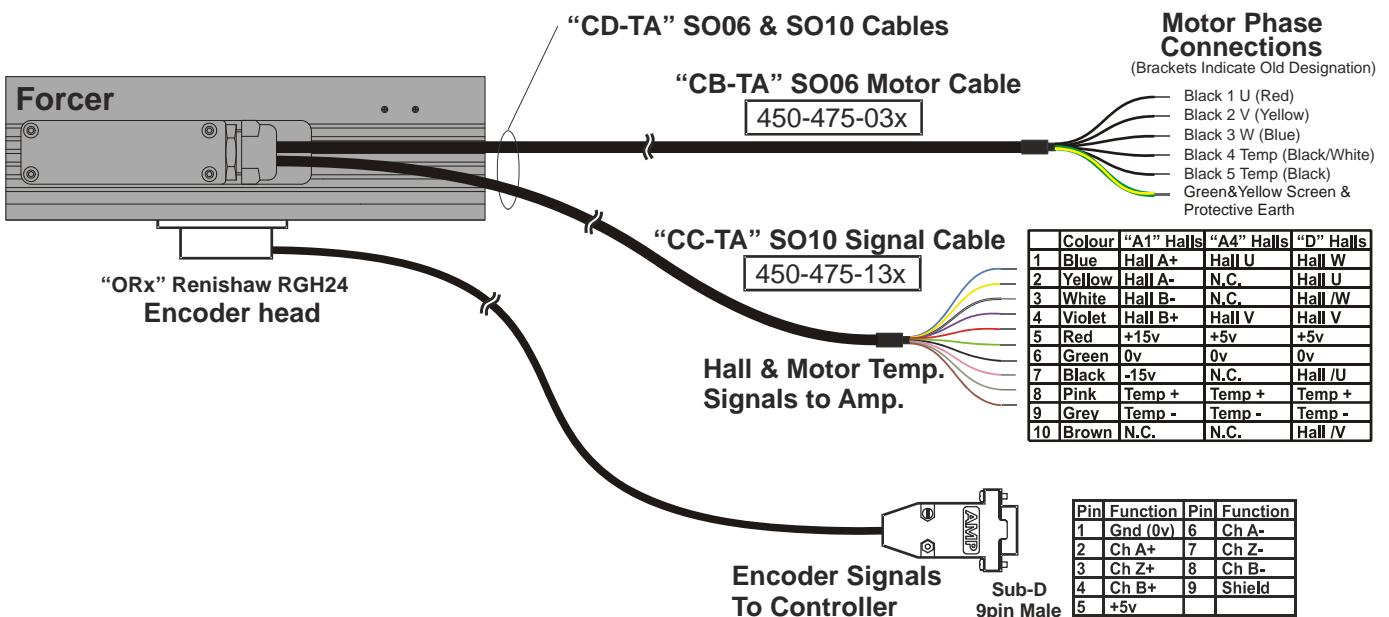 “CD-TA” SO06 & SO10 Cables
Motor Phase
Connections
(Brackets Indicate Old Designation)
Forcer
“CB-TA” SO06 Motor Cable
450-475-03x
Black 1 U (Red)
Black 2 V (Yellow)
Black 3 W (Blue)
Black 4 Temp (Black/White)
Black 5 Temp (Black)
Green&Yellow Screen &
Protective Earth
“CC-TA” SO10 Signal Cable
450-475-13x
“ORx” Renishaw RGH24
Encoder head
Hall & Motor Temp.
Signals to Amp.
Colour “A1” Halls “A4” Halls “D” Halls
1 Blue Hall A+ Hall U Hall W
2 Yellow Hall A- N.C. Hall U
3 White Hall B- N.C. Hall /W
4 Violet Hall B+ Hall V Hall V
5 Red +15v +5v +5v
6 Green 0v 0v 0v
7 Black -15v N.C. Hall /U
8 Pink Temp + Temp + Temp +
9 Grey Temp - Temp - Temp -
10 Brown N.C. N.C. Hall /V
AMP
Encoder Signals
To Controller
Sub-D
9pin Male
Pin Function Pin Function
1 Gnd (0v) 6 Ch A-
2 Ch A+ 7 Ch Z-
3 Ch Z+ 8 Ch B-
4 Ch B+ 9 Shield
5 +5v